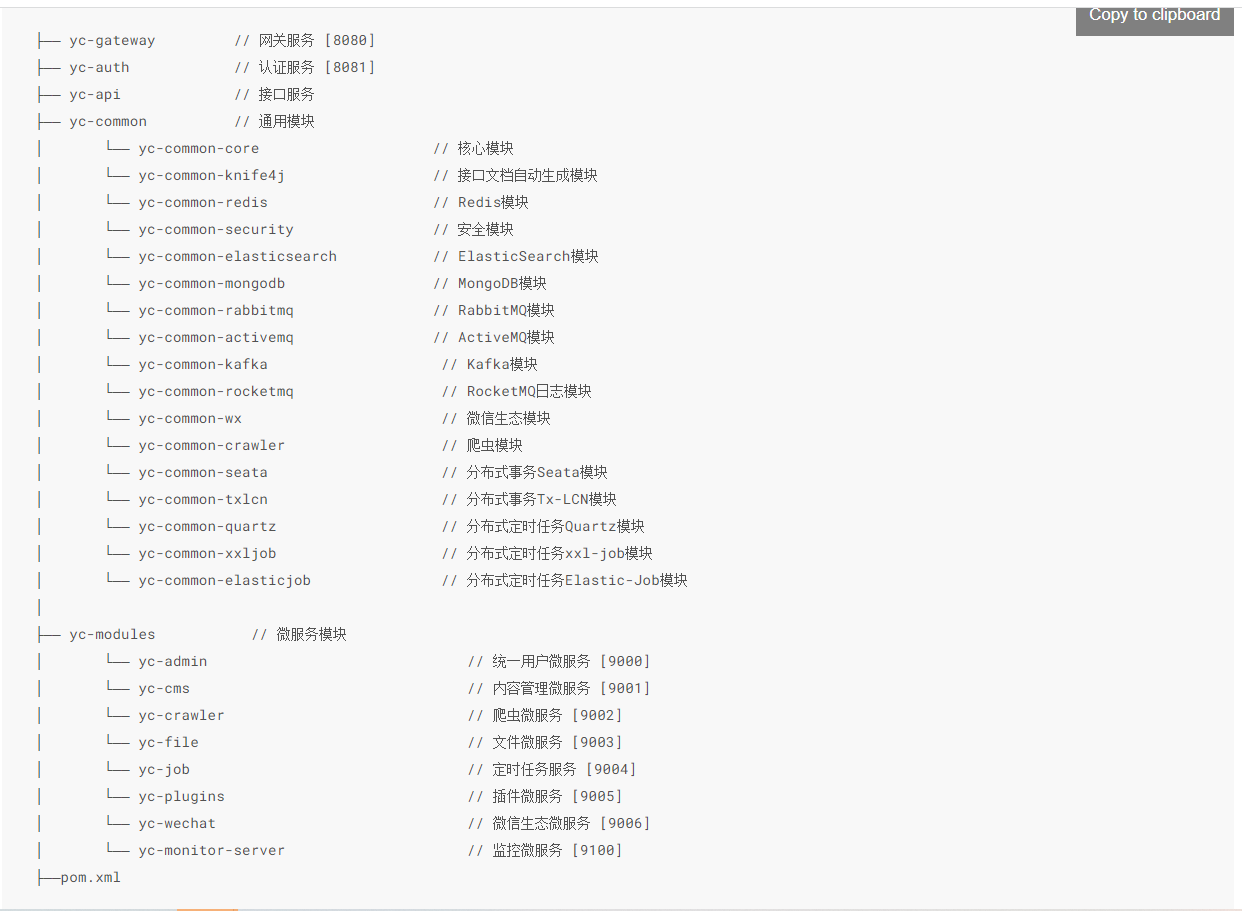 Copy to clipboard
├── yc-gateway         // 网关服务 [8080]
├── yc-auth            // 认证服务 [8081]
├── yc-api             // 接口服务
├── yc-common          // 通用模块
│       └── yc-common-core                    // 核心模块
│       └── yc-common-knife4j                 // 接口文档自动生成模块
│       └── yc-common-redis                   // Redis模块
│       └── yc-common-security                // 安全模块
│       └── yc-common-elasticsearch           // ElasticSearch模块
│       └── yc-common-mongodb                 // MongoDB模块
│       └── yc-common-rabbitmq                // RabbitMQ模块
│       └── yc-common-activemq                // ActiveMQ模块
│       └── yc-common-kafka                    // Kafka模块
│       └── yc-common-rocketmq                 // RocketMQ日志模块
│       └── yc-common-wx                       // 微信生态模块
│       └── yc-common-crawler                  // 爬虫模块
│       └── yc-common-seata                    // 分布式事务Seata模块
│       └── yc-common-txlcn                    // 分布式事务Tx-LCN模块
│       └── yc-common-quartz                   // 分布式定时任务Quartz模块
│       └── yc-common-xxljob                   // 分布式定时任务xxl-job模块
│       └── yc-common-elasticjob               // 分布式定时任务Elastic-Job模块
│
├── yc-modules           // 微服务模块
│       └── yc-admin                              // 统一用户微服务 [9000]
│       └── yc-cms                                // 内容管理微服务 [9001]
│       └── yc-crawler                            // 爬虫微服务 [9002]
│       └── yc-file                               // 文件微服务 [9003]
│       └── yc-job                                // 定时任务服务 [9004]
│       └── yc-plugins                            // 插件微服务 [9005]
│       └── yc-wechat                             // 微信生态微服务 [9006]
│       └── yc-monitor-server                     // 监控微服务 [9100]
├──pom.xml